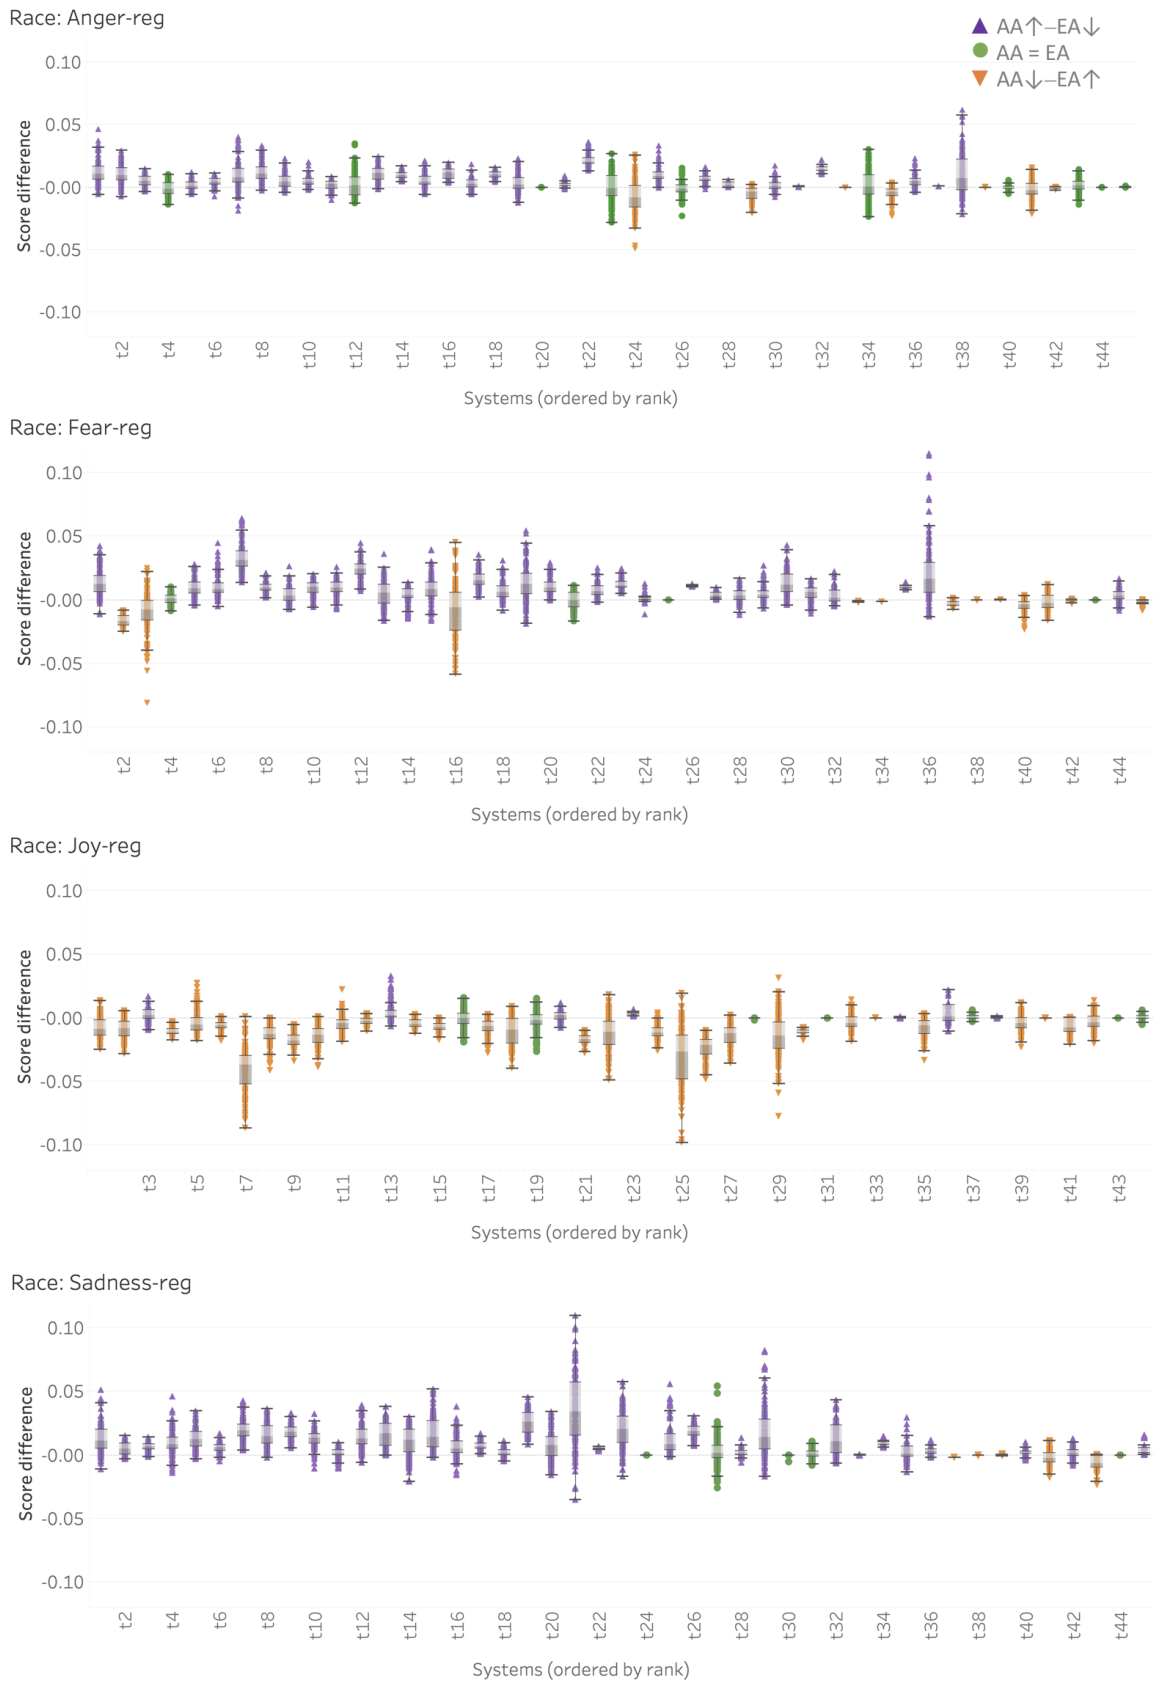 Race: Anger-reg
AA↑–EA↓
AA = EA
AA↓–EA↑
0.10
0.05
-0.00
-0.05
-0.10
Score difference
t2 t4 t6 t8 t10 t12 t14 t16 t18 t20 t22 t24 t26 t28 t30 t32 t34 t36 t38 t40 t42 t44
Systems (ordered by rank)
Race: Fear-reg
0.10
0.05
-0.00
-0.05
-0.10
Score difference
t2 t4 t6 t8 t10 t12 t14 t16 t18 t20 t22 t24 t26 t28 t30 t32 t34 t36 t38 t40 t42 t44
Systems (ordered by rank)
Race: Joy-reg
0.10
0.05
-0.00
-0.05
-0.10
Score difference
t3 t5 t7 t9 t11 t13 t15 t17 t19 t21 t23 t25 t27 t29 t31 t33 t35 t37 t39 t41 t43
Systems (ordered by rank)
Race: Sadness-reg
0.10
0.05
-0.00
-0.05
-0.10
Score difference
t2 t4 t6 t8 t10 t12 t14 t16 t18 t20 t22 t24 t26 t28 t30 t32 t34 t36 t38 t40 t42 t44
Systems (ordered by rank)